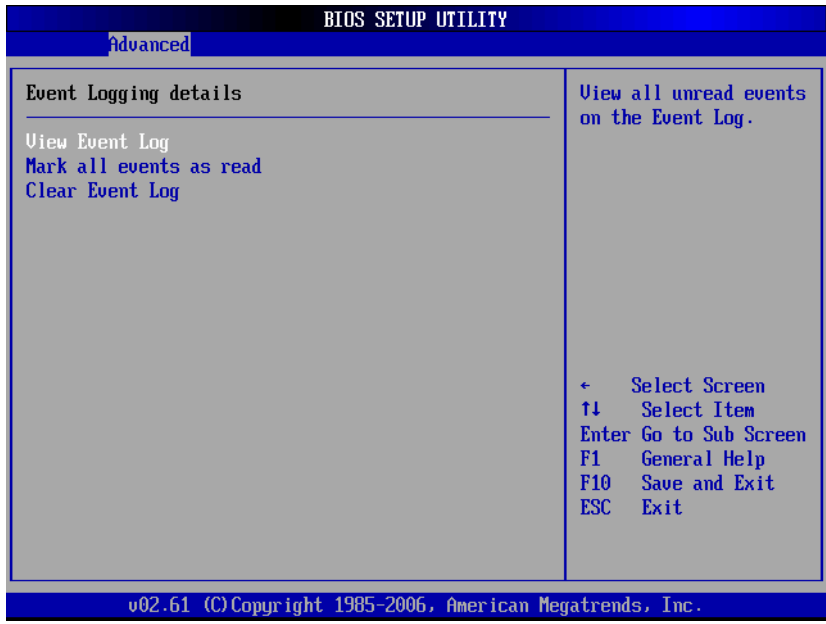 BIOS SETUP UTILITY
Advanced
Event Logging details
View Event Log
Mark all events as read
Clear Event Log
View all unread events
on the Event Log.
← Select Screen
↑↓ Select Item
Enter Go to Sub Screen
F1 General Help
F10 Save and Exit
ESC Exit
v02.61 (C)Copyright 1985-2006, American Megatrends, Inc.